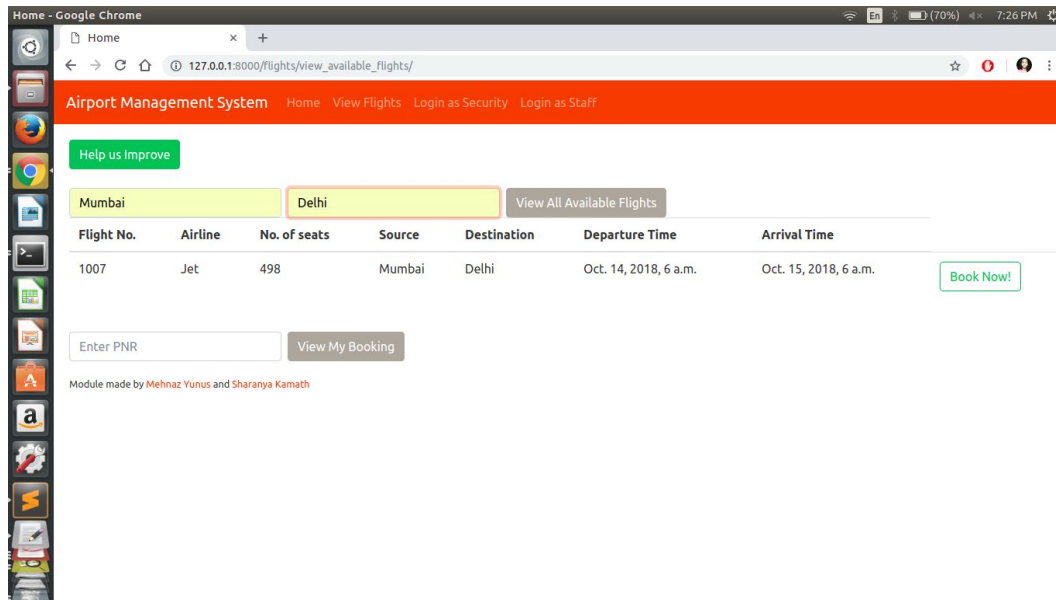 Home - Google Chrome En (70%) 7:26 PM
Home × +
127.0.0.1:8000/flights/view_available_flights/
Airport Management System Home View Flights Login as Security Login as Staff
Help us Improve
Mumbai Delhi View All Available Flights
Flight No. Airline No. of seats Source Destination Departure Time Arrival Time
1007 Jet 498 Mumbai Delhi Oct. 14, 2018, 6 a.m. Oct. 15, 2018, 6 a.m. Book Now!
Enter PNR View My Booking
Module made by Mehnaz Yunus and Sharanya Kamath